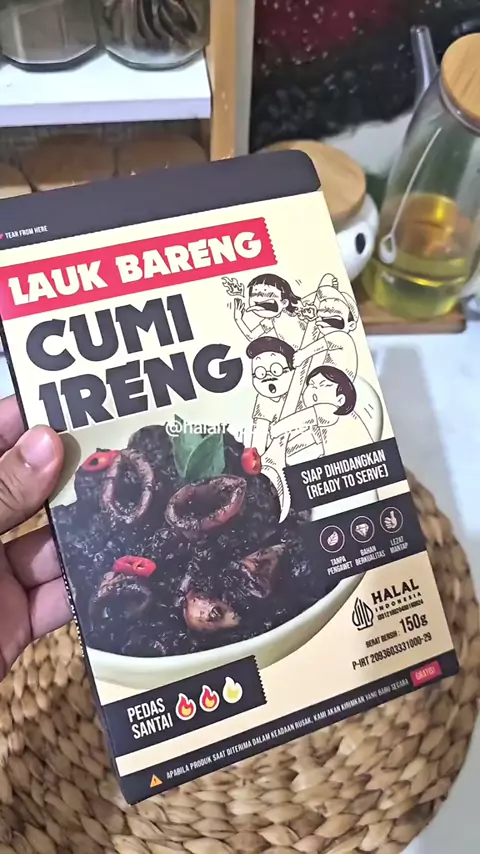 TEAR FROM HERE
LAUK BARENG
CUMI
IRENG
SIAP DIHIDANGKAN
(READY TO SERVE)
TANPA
PENGAWET
BAHAN
BERKUALITAS
LEZAT
MANTAP
HALAL
INDONESIA
BERAT BERSIH : 150g
P-IRT 2093603331000-29
PEDAS
SANTAI
APABILA PRODUK SAAT DITERIMA DALAM KEADAAN RUSAK, KAMI AKAN KIRIMKAN YANG BARU SECARA GRATIS!